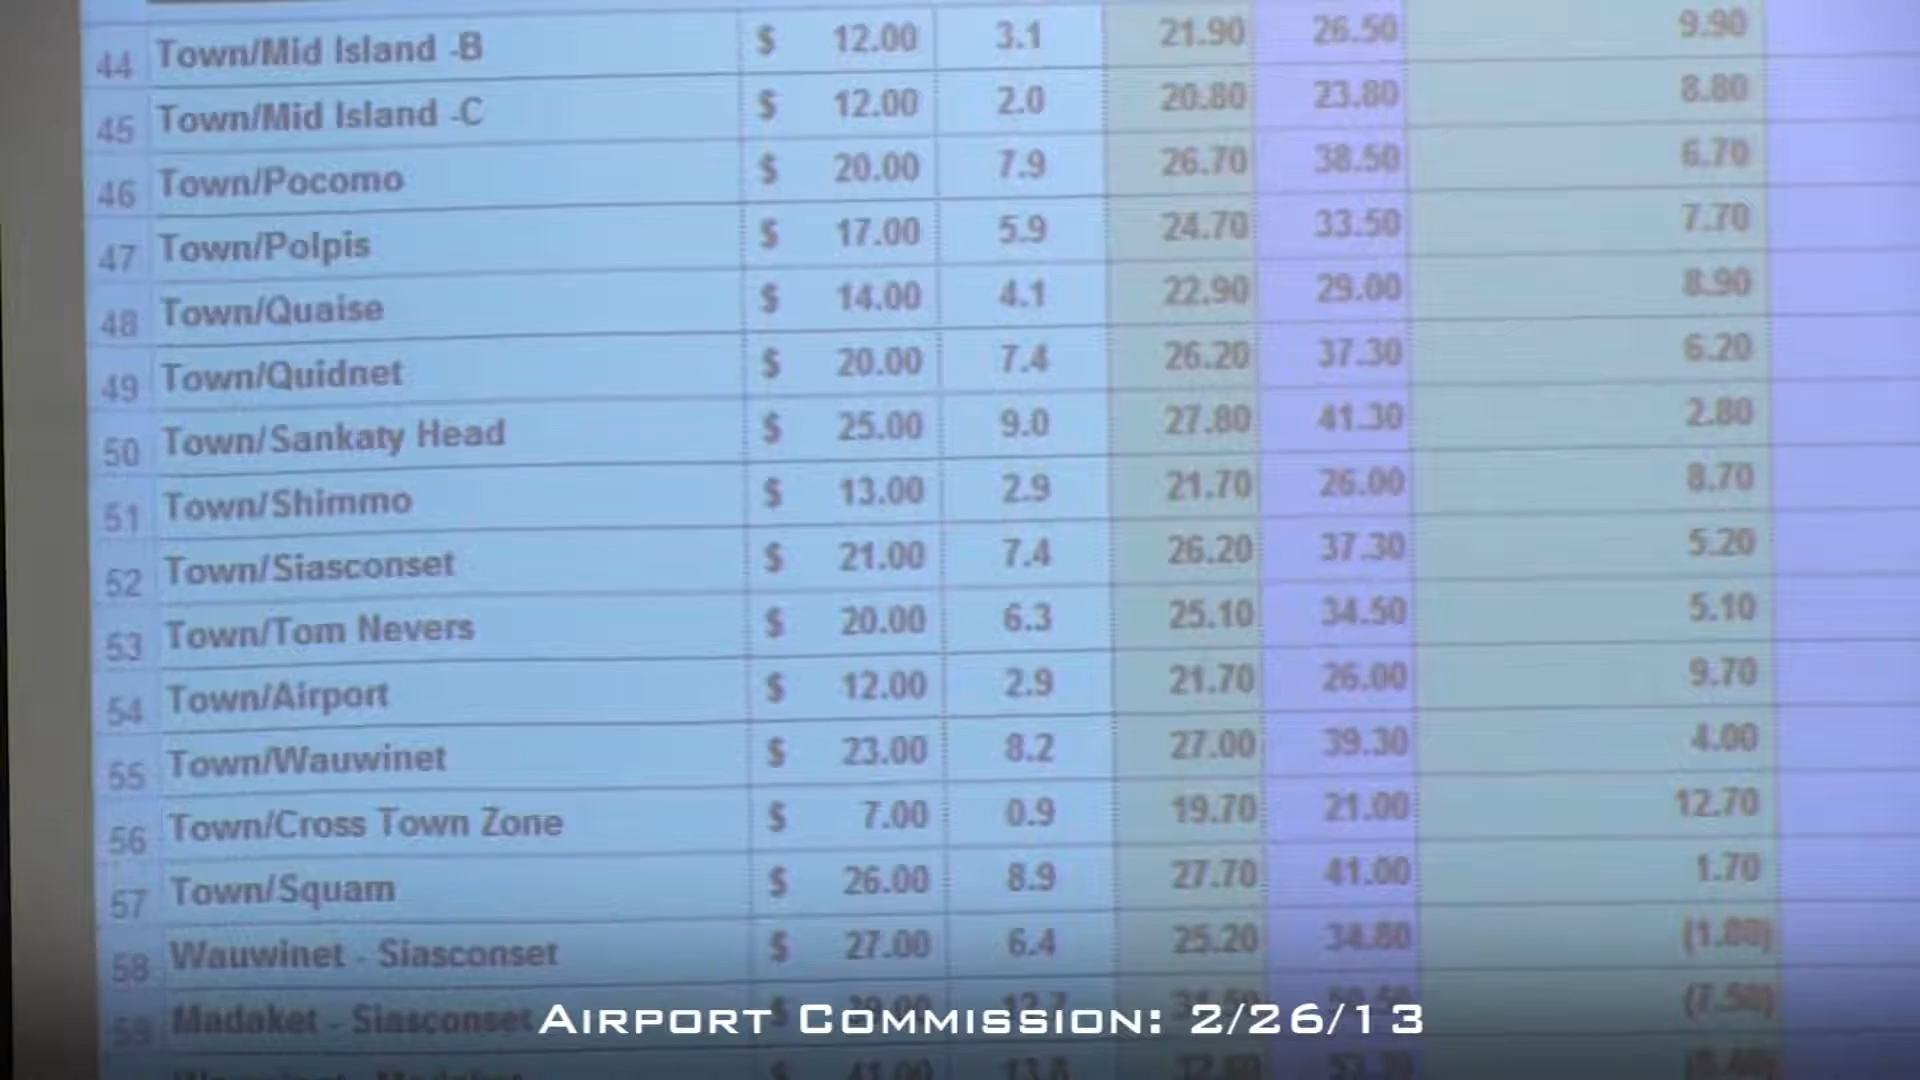 44 Town/Mid Island -B $ 12.00 3.1 21.90 26.50 9.90
45 Town/Mid Island -C $ 12.00 2.0 20.80 23.80 8.80
46 Town/Pocomo $ 20.00 7.9 26.70 38.50 6.70
47 Town/Polpis $ 17.00 5.9 24.70 33.50 7.70
48 Town/Quaise $ 14.00 4.1 22.90 29.00 8.90
49 Town/Quidnet $ 20.00 7.4 26.20 37.30 6.20
50 Town/Sankaty Head $ 25.00 9.0 27.80 41.30 2.80
51 Town/Shimmo $ 13.00 2.9 21.70 26.00 8.70
52 Town/Siasconset $ 21.00 7.4 26.20 37.30 5.20
53 Town/Tom Nevers $ 20.00 6.3 25.10 34.50 5.10
54 Town/Airport $ 12.00 2.9 21.70 26.00 9.70
55 Town/Wauwinet $ 23.00 8.2 27.00 39.30 4.00
56 Town/Cross Town Zone $ 7.00 0.9 19.70 21.00 12.70
57 Town/Squam $ 26.00 8.9 27.70 41.00 1.70
58 Wauwinet - Siasconset $ 27.00 6.4 25.20 34.80 (1.80)
59 Madaket - Siasconset $ (7.50)
AIRPORT COMMISSION: 2/26/13